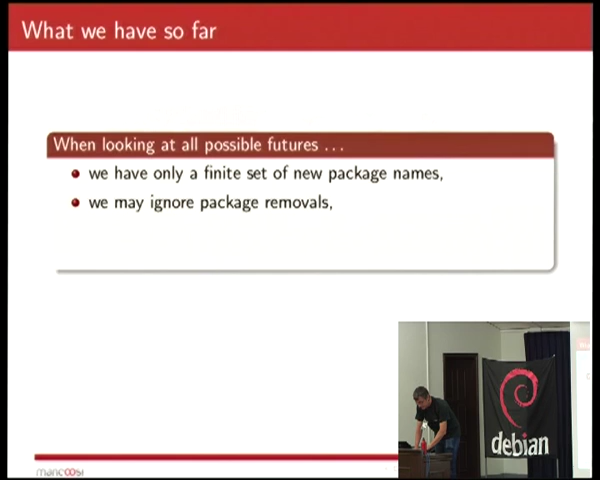 What we have so far
When looking at all possible futures ...
we have only a finite set of new package names,
we may ignore package removals,
debian
mancoosi